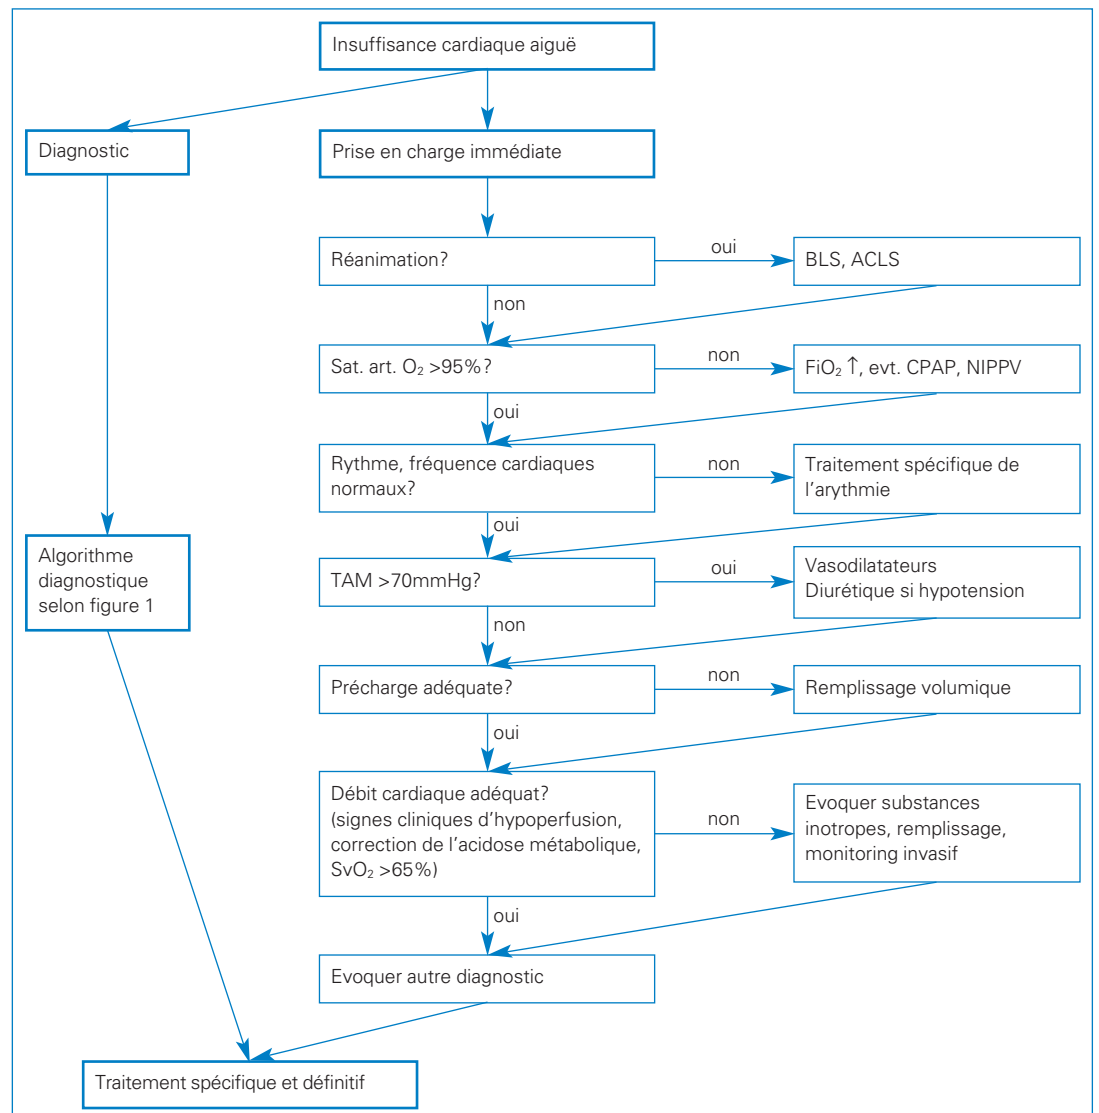 Insuffisance cardiaque aiguë
Diagnostic
Prise en charge immédiate
Réanimation?
oui
BLS, ACLS
non
Sat. art. O₂ >95%?
non
FiO₂ ↑, evt. CPAP, NIPPV
oui
Rythme, fréquence cardiaques
normaux?
non
Traitement spécifique de
l'arythmie
oui
Algorithme
diagnostique
selon figure 1
TAM >70mmHg?
oui
Vasodilatateurs
Diurétique si hypotension
non
Précharge adéquate?
non
Remplissage volumique
oui
Débit cardiaque adéquat?
(signes cliniques d'hypoperfusion,
correction de l'acidose métabolique,
SvO₂ >65%)
non
Evoquer substances
inotropes, remplissage,
monitoring invasif
oui
Evoquer autre diagnostic
Traitement spécifique et définitif